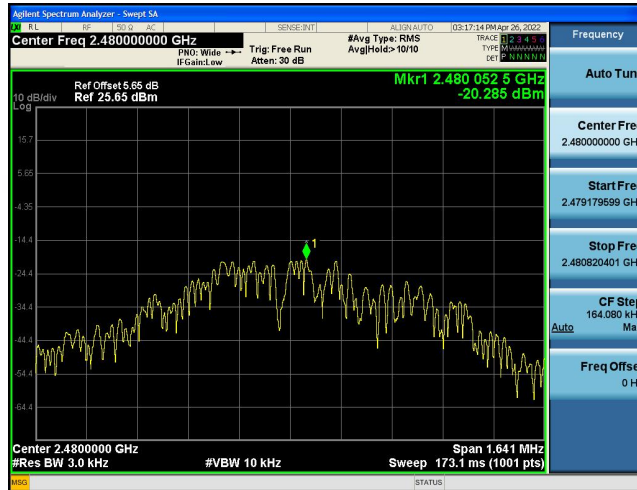 Agilent Spectrum Analyzer - Swept SA
RL RF 50 Ω AC SENSE:INT ALIGN AUTO 03:17:14 PM Apr 26, 2022
Center Freq 2.480000000 GHz
PNO: Wide
IFGain:Low
Trig: Free Run
Atten: 30 dB
#Avg Type: RMS
Avg|Hold>10/10
TRACE 1 2 3 4 5 6
TYPE M
DET P N N N N N
Frequency
Mkr1 2.480 052 5 GHz
-20.285 dBm
Ref Offset 5.65 dB
Ref 25.65 dBm
10 dB/div
Log
15.7
5.65
-4.35
-14.4
-24.4
-34.4
-44.4
-54.4
-64.4
1
Auto Tun
Center Fre
2.480000000 GH
Start Fre
2.479179599 GH
Stop Fre
2.480820401 GH
CF Step
164.080 kH
Auto Ma
Freq Offse
0 H
Center 2.4800000 GHz Span 1.641 MHz
#Res BW 3.0 kHz #VBW 10 kHz Sweep 173.1 ms (1001 pts)
MSG STATUS